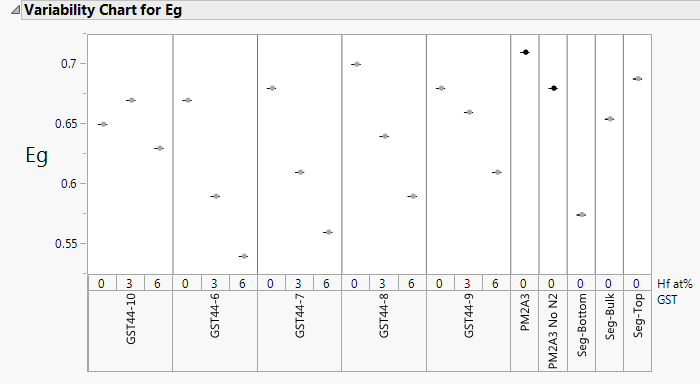 Variability Chart for Eg
0.7
0.65
0.6
0.55
Eg
0 3 6 0 3 6 0 3 6 0 3 6 0 3 6 0 0 0 0 0 Hf at%
GST44-10 GST44-6 GST44-7 GST44-8 GST44-9 PM2A3 PM2A3 No N2 Seg-Bottom Seg-Bulk Seg-Top GST